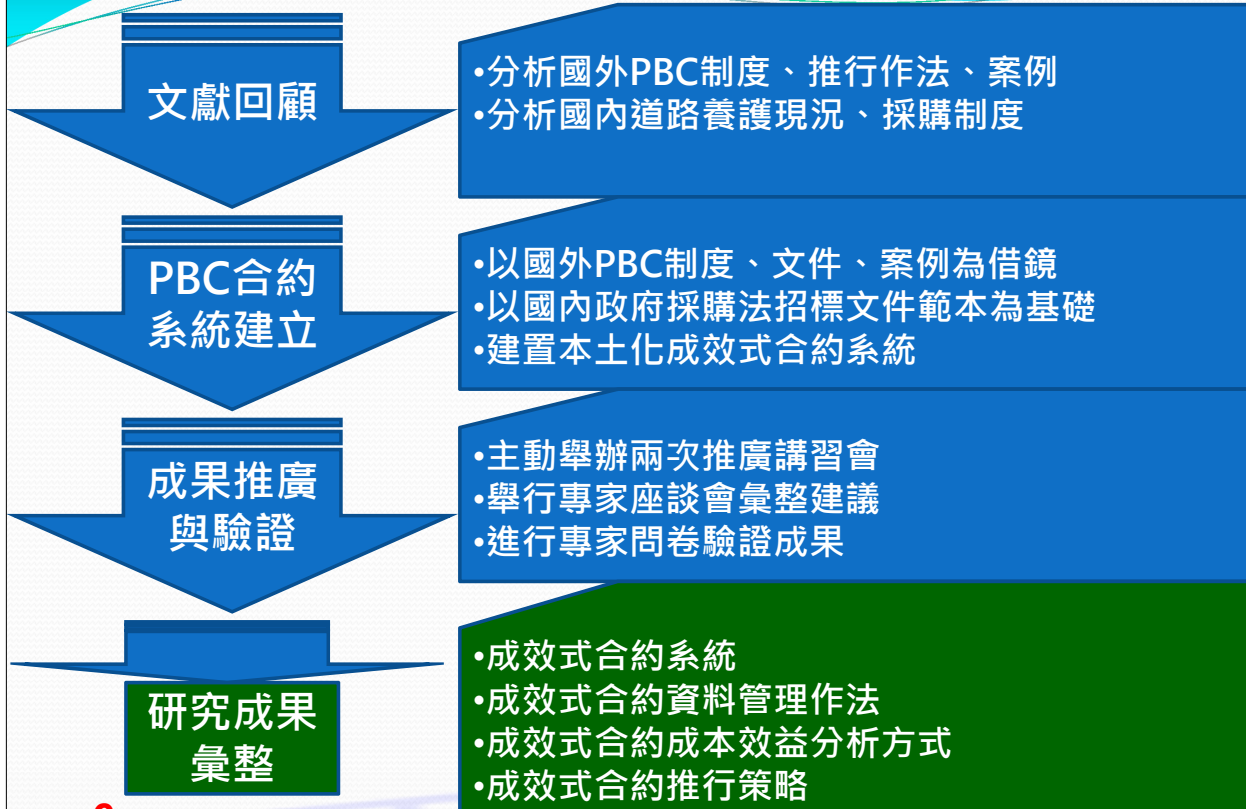 文獻回顧
•分析國外PBC制度、推行作法、案例
•分析國內道路養護現況、採購制度
PBC合約
系統建立
•以國外PBC制度、文件、案例為借鏡
•以國內政府採購法招標文件範本為基礎
•建置本土化成效式合約系統
成果推廣
與驗證
•主動舉辦兩次推廣講習會
•舉行專家座談會彙整建議
•進行專家問卷驗證成果
研究成果
彙整
•成效式合約系統
•成效式合約資料管理作法
•成效式合約成本效益分析方式
•成效式合約推行策略